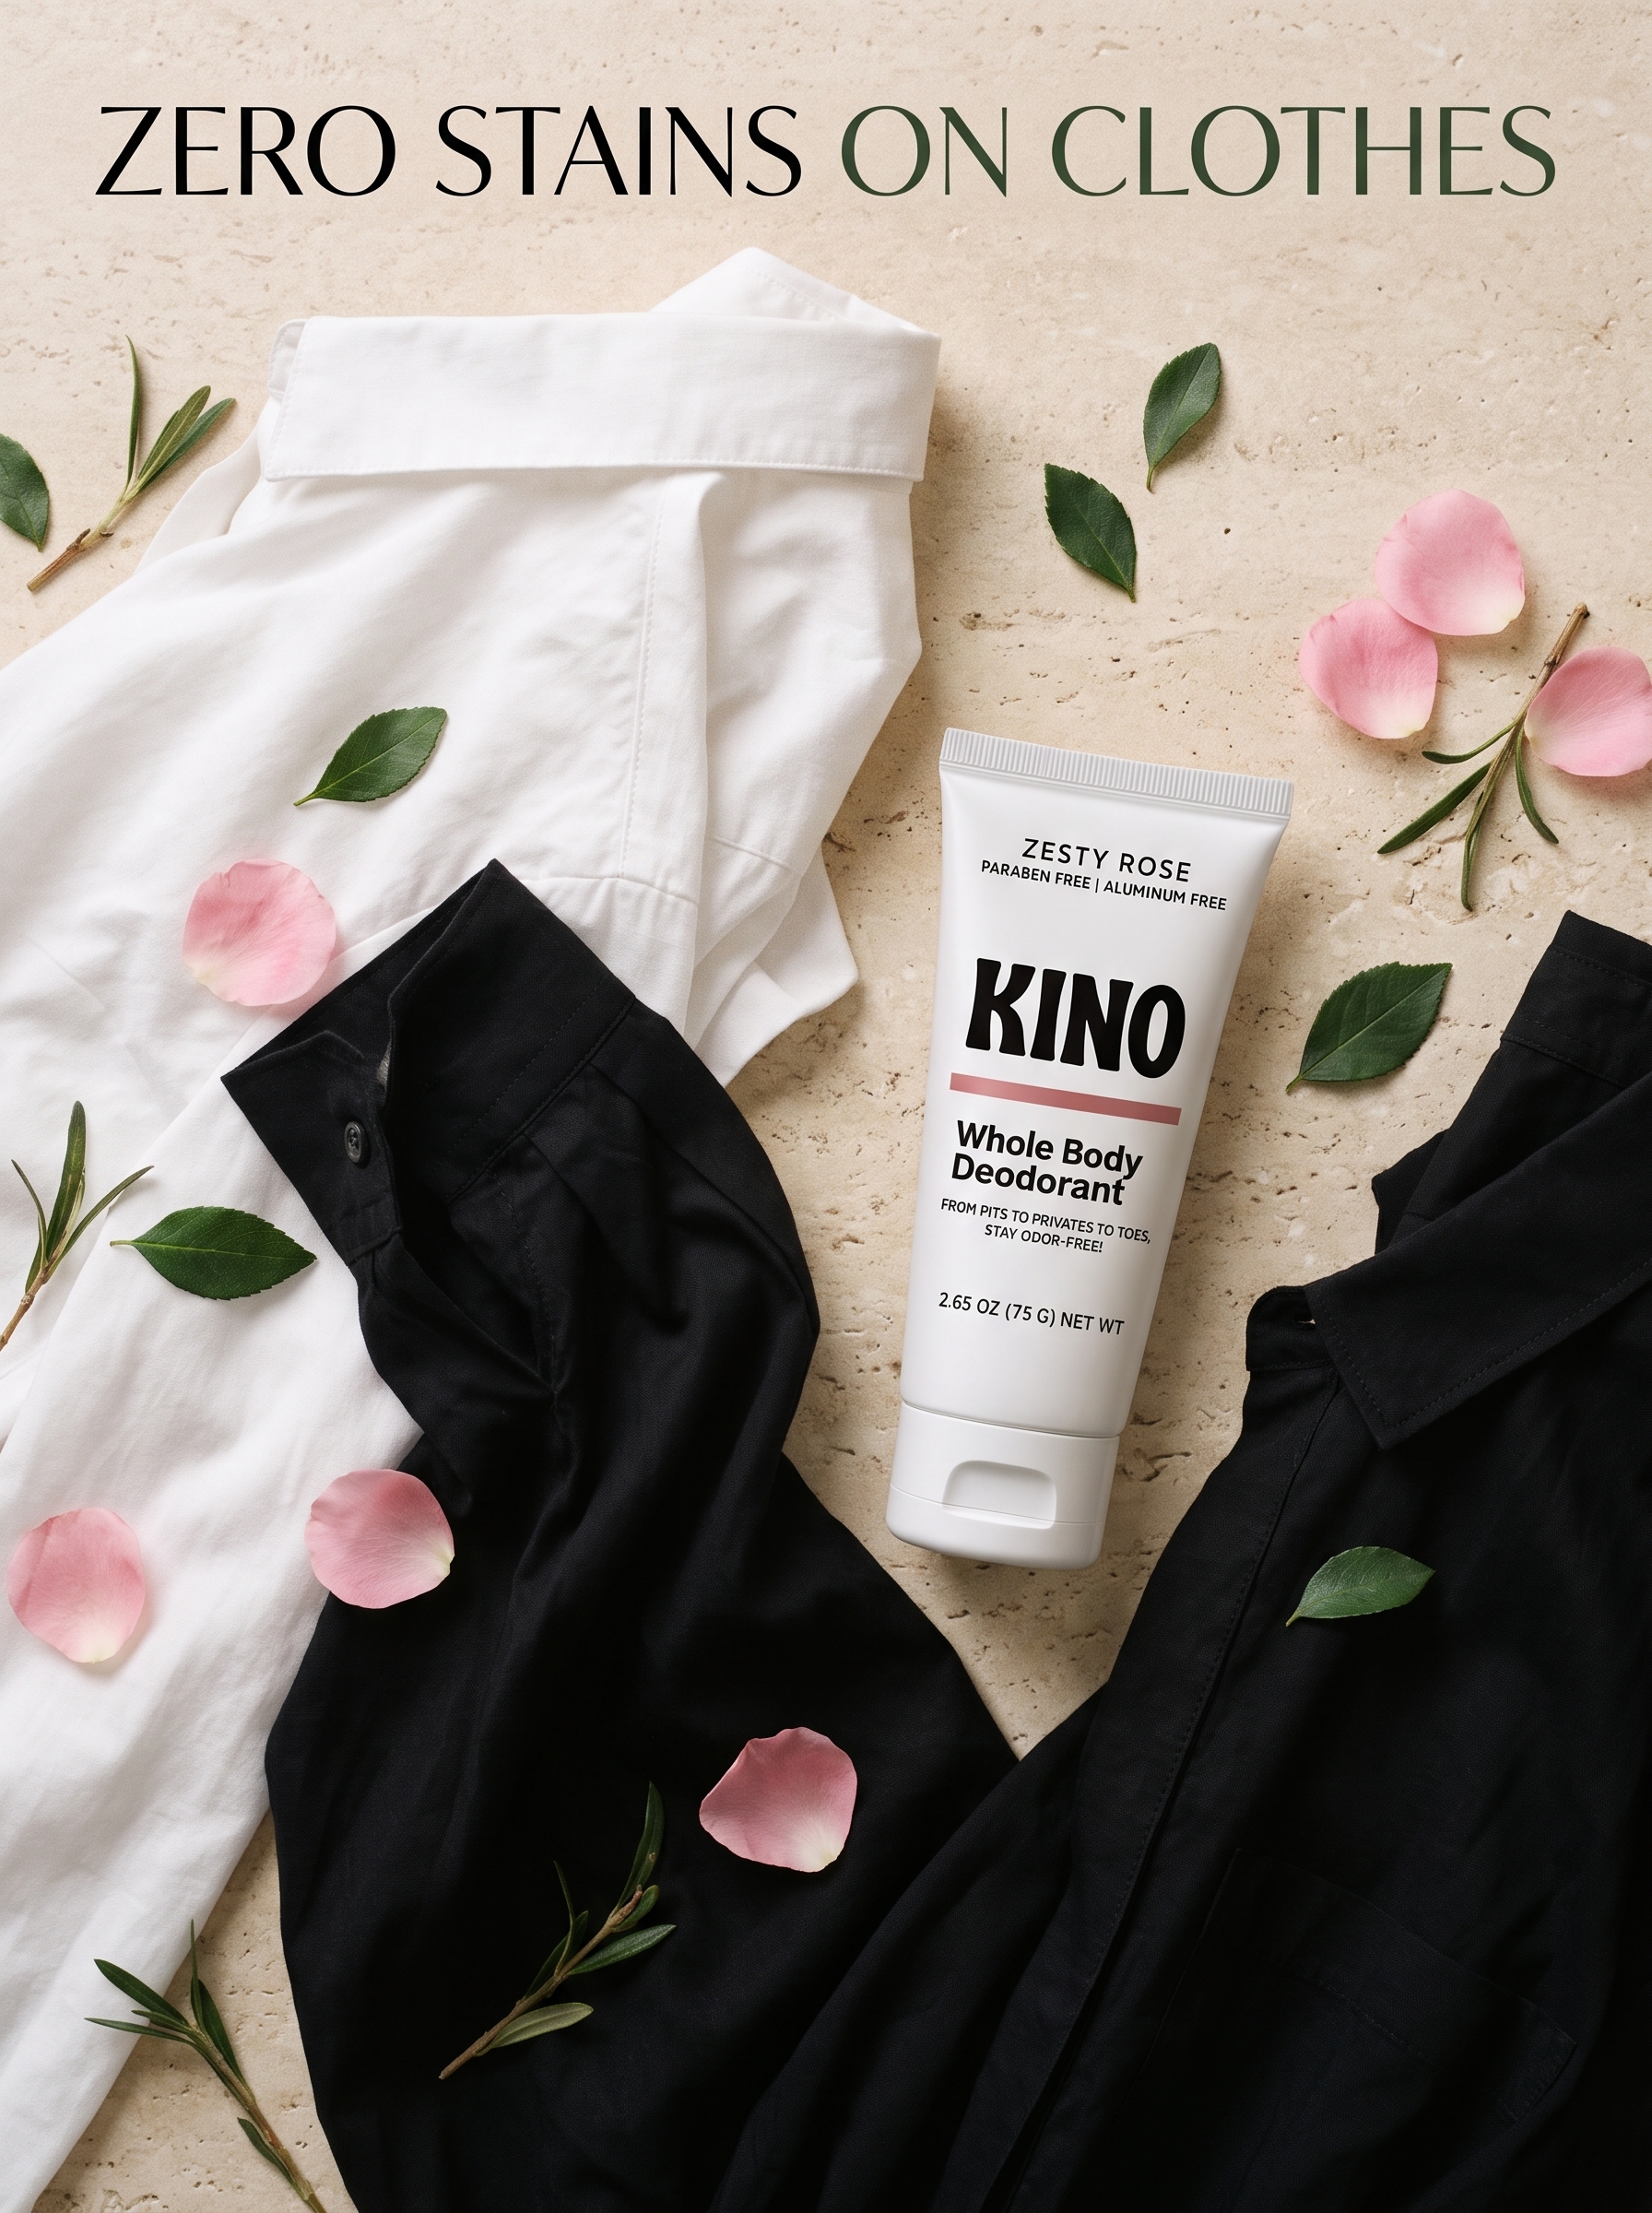 ZERO STAINS ON CLOTHES
ZESTY ROSE
PARABEN FREE | ALUMINUM FREE
KINO
Whole Body
Deodorant
FROM PITS TO PRIVATES TO TOES,
STAY ODOR-FREE!
2.65 OZ (75 G) NET WT